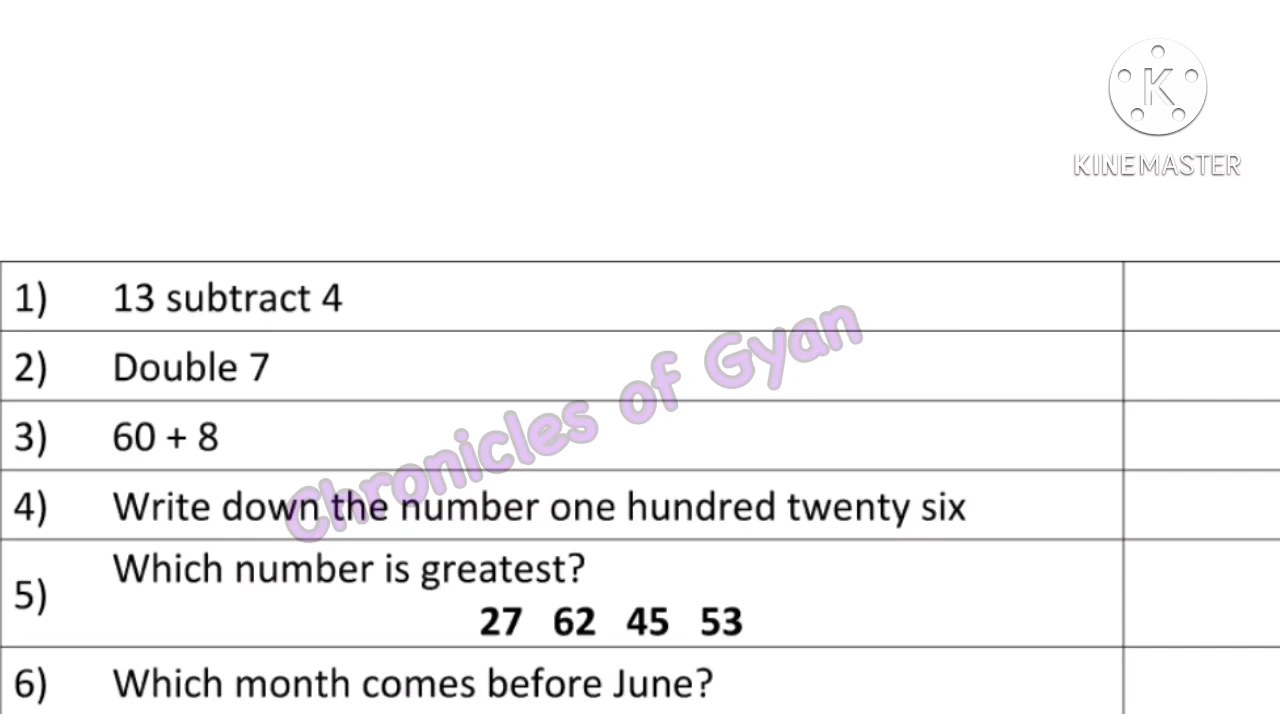 K
KINEMASTER
1) 13 subtract 4
2) Double 7
3) 60 + 8
4) Write down the number one hundred twenty six
5) Which number is greatest?
27 62 45 53
6) Which month comes before June?
Chronicles of Gyan